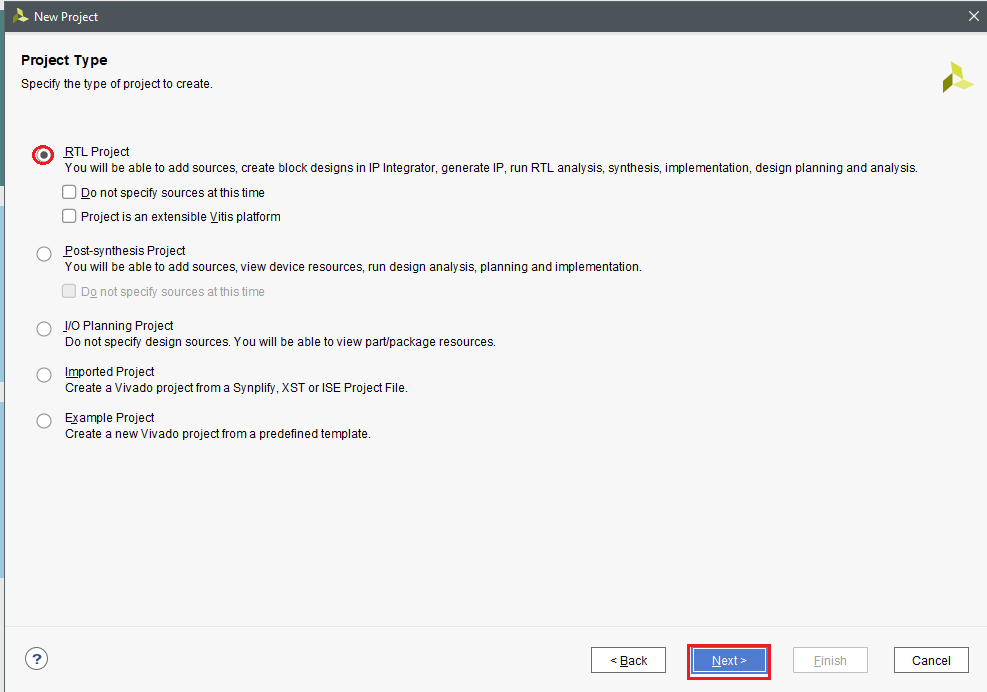 New Project
Project Type
Specify the type of project to create.
RTL Project
You will be able to add sources, create block designs in IP Integrator, generate IP, run RTL analysis, synthesis, implementation, design planning and analysis.
Do not specify sources at this time
Project is an extensible Vitis platform
Post-synthesis Project
You will be able to add sources, view device resources, run design analysis, planning and implementation.
Do not specify sources at this time
I/O Planning Project
Do not specify design sources. You will be able to view part/package resources.
Imported Project
Create a Vivado project from a Synplify, XST or ISE Project File.
Example Project
Create a new Vivado project from a predefined template.
? < Back Next > Finish Cancel